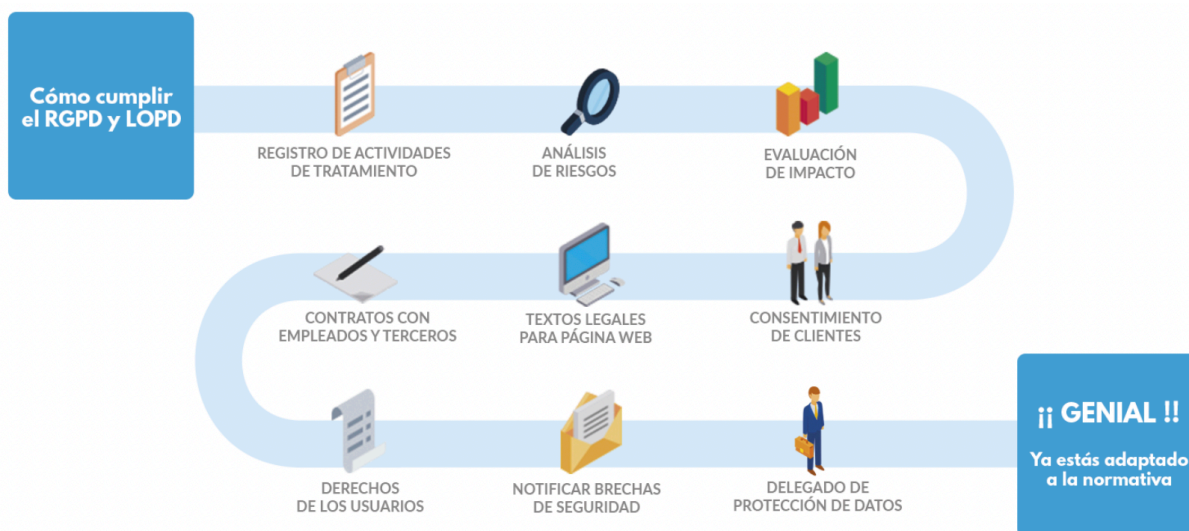 Cómo cumplir
el RGPD y LOPD
REGISTRO DE ACTIVIDADES
DE TRATAMIENTO
ANÁLISIS
DE RIESGOS
EVALUACIÓN
DE IMPACTO
CONSENTIMIENTO
DE CLIENTES
TEXTOS LEGALES
PARA PÁGINA WEB
CONTRATOS CON
EMPLEADOS Y TERCEROS
DERECHOS
DE LOS USUARIOS
NOTIFICAR BRECHAS
DE SEGURIDAD
DELEGADO DE
PROTECCIÓN DE DATOS
¡¡ GENIAL !!
Ya estás adaptado
a la normativa